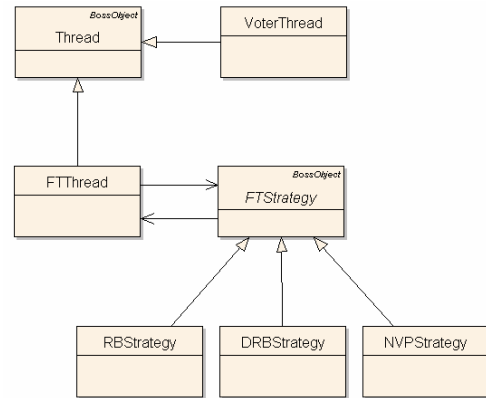 BossObject
Thread
VoterThread
FTThread
BossObject
FTStrategy
RBStrategy
DRBStrategy
NVPStrategy